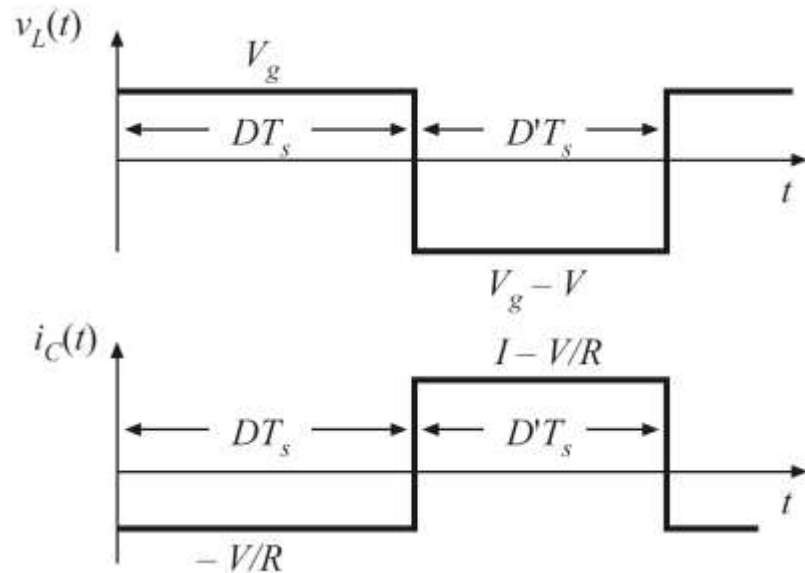 v_L(t)
V_g
DT_s
D'T_s
t
V_g – V
i_C(t)
I – V/R
DT_s
D'T_s
t
– V/R